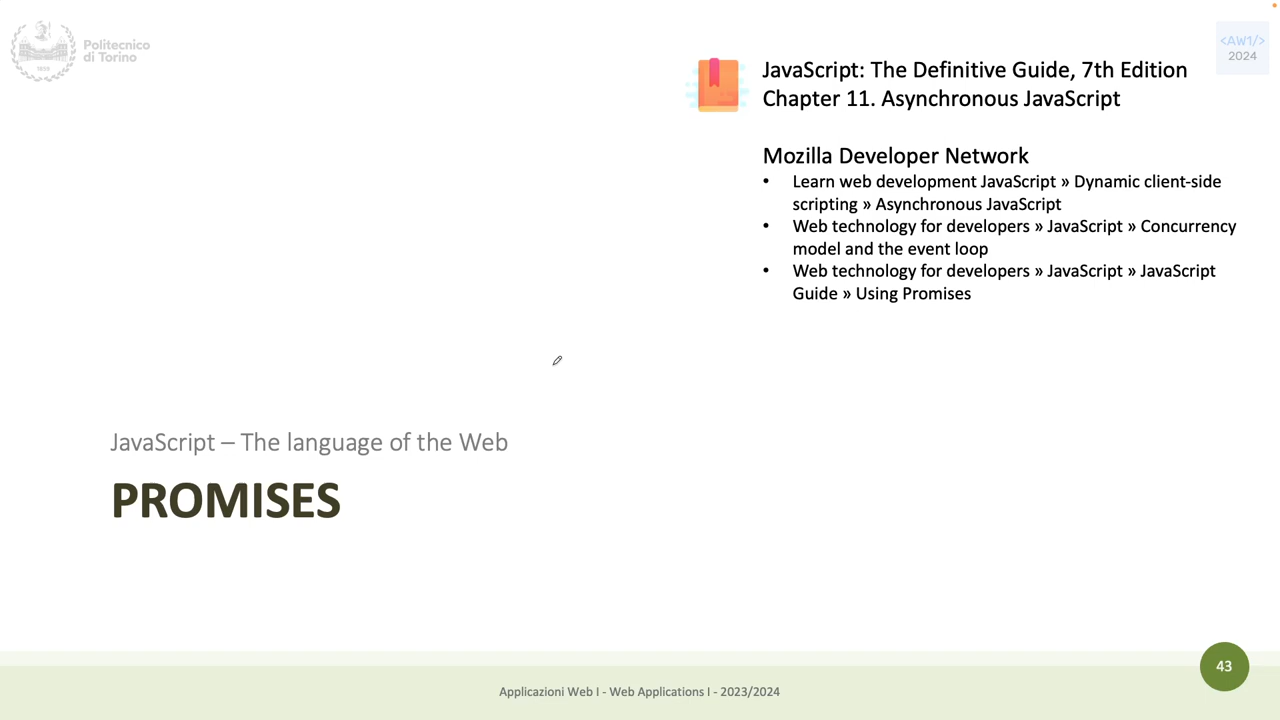 Politecnico
di Torino
1859
<AW1/>
2024
JavaScript: The Definitive Guide, 7th Edition
Chapter 11. Asynchronous JavaScript
Mozilla Developer Network
• Learn web development JavaScript » Dynamic client-side
scripting » Asynchronous JavaScript
• Web technology for developers » JavaScript » Concurrency
model and the event loop
• Web technology for developers » JavaScript » JavaScript
Guide » Using Promises
JavaScript – The language of the Web
PROMISES
Applicazioni Web I - Web Applications I - 2023/2024
43